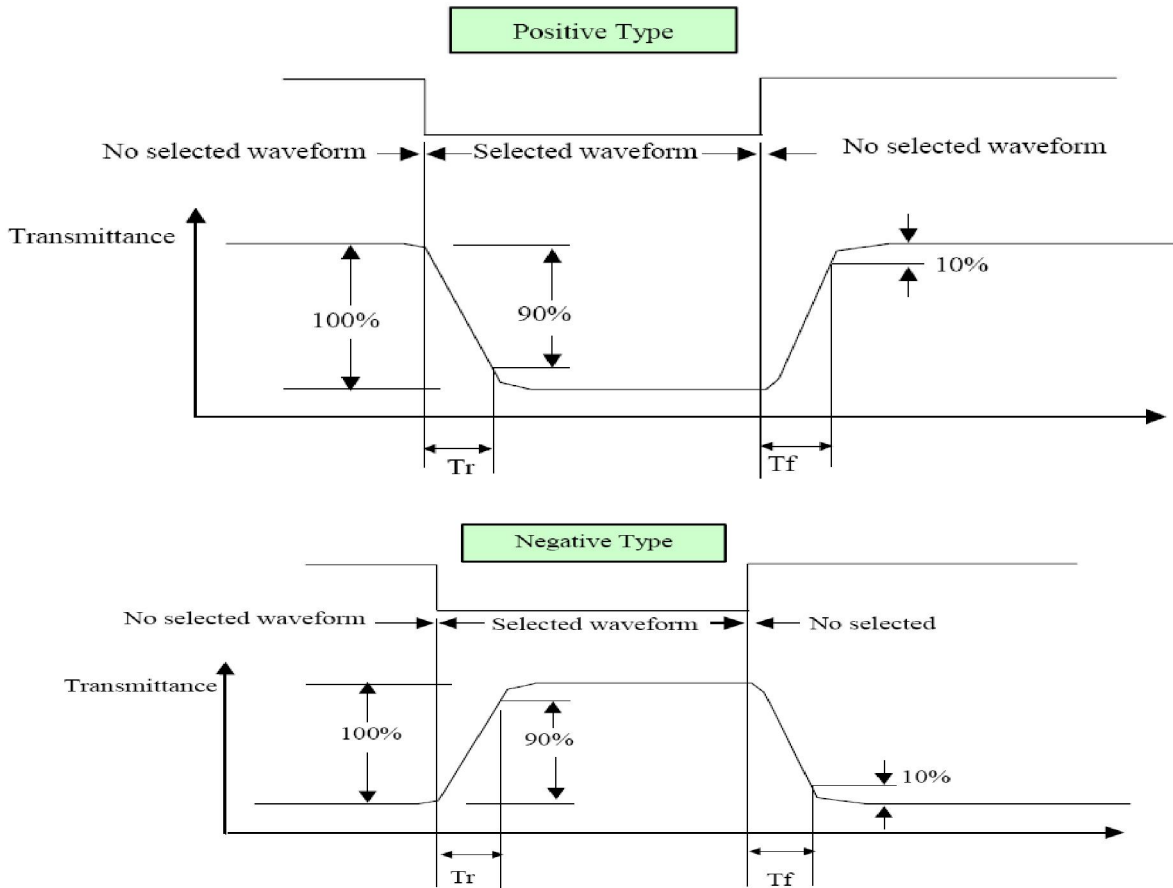 Positive Type
No selected waveform
Selected waveform
No selected waveform
Transmittance
100%
90%
10%
Tr
Tf
Negative Type
No selected waveform
Selected waveform
No selected
Transmittance
100%
90%
10%
Tr
Tf